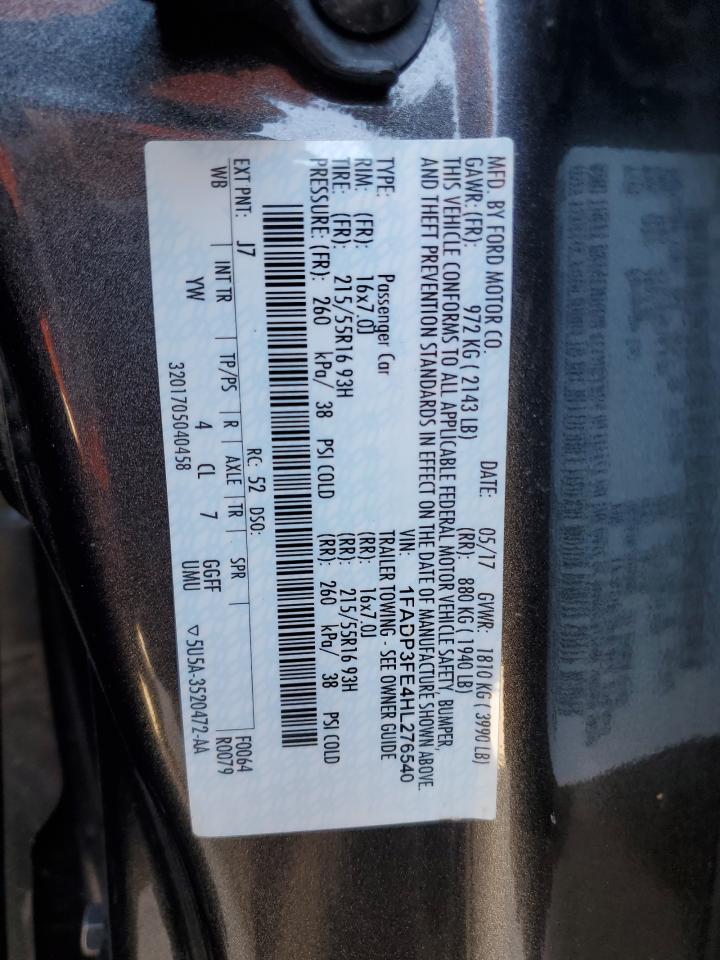 MFD. BY FORD MOTOR CO.
DATE: 05/17 GVWR: 1810 KG ( 3990 LB)
GAWR: (FR): 972 KG ( 2143 LB) (RR): 880 KG ( 1940 LB)
THIS VEHICLE CONFORMS TO ALL APPLICABLE FEDERAL MOTOR VEHICLE SAFETY, BUMPER,
AND THEFT PREVENTION STANDARDS IN EFFECT ON THE DATE OF MANUFACTURE SHOWN ABOVE.
VIN: 1FADP3FE4HL276540
TYPE: Passenger Car TRAILER TOWING - SEE OWNER GUIDE
RIM: (FR): 16x7.0J (RR): 16x7.0J
TIRE: (FR): 215/55R16 93H (RR): 215/55R16 93H
PRESSURE: (FR): 260 kPa/ 38 PSI COLD (RR): 260 kPa/ 38 PSI COLD
RC: 52 DSO:
EXT PNT: J7 F0064
WB INT TR TP/PS R AXLE TR SPR R0079
YW 4 CL 7 GGFF
UMU
3201705040458 ▽5U5A-3520472-AA